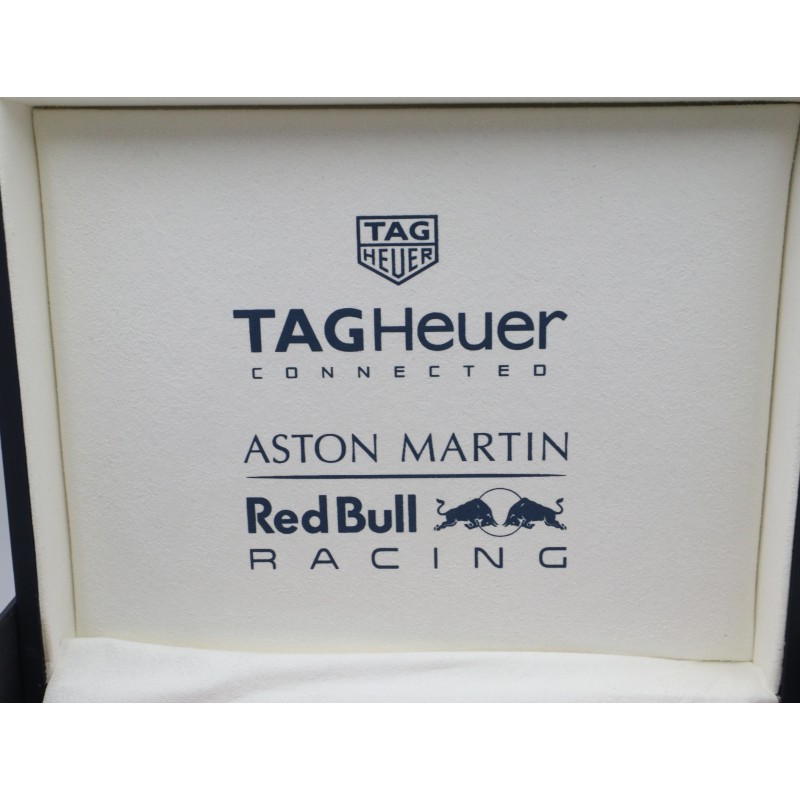 TAG
HEUER
TAGHeuer
CONNECTED
ASTON MARTIN
Red Bull
RACING